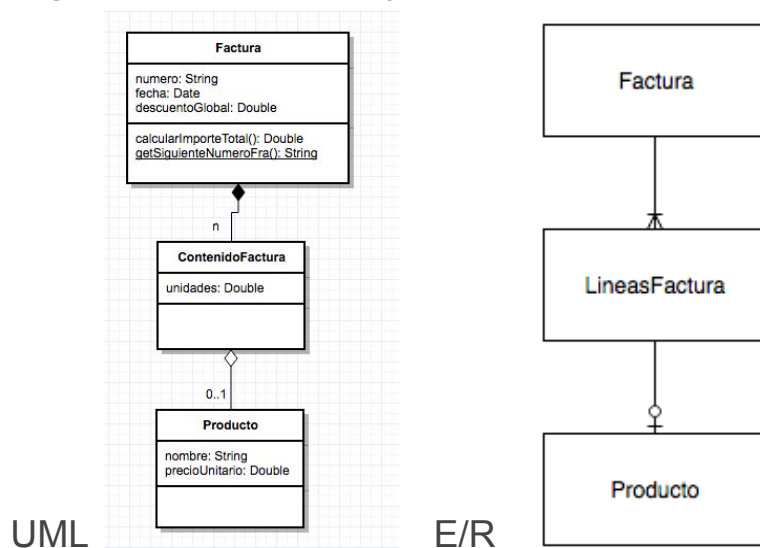 Factura
numero: String
fecha: Date
descuentoGlobal: Double
calcularImporteTotal(): Double
getSiguienteNumeroFra(): String
n
ContenidoFactura
unidades: Double
0..1
Producto
nombre: String
precioUnitario: Double
UML
Factura
LineasFactura
Producto
E/R